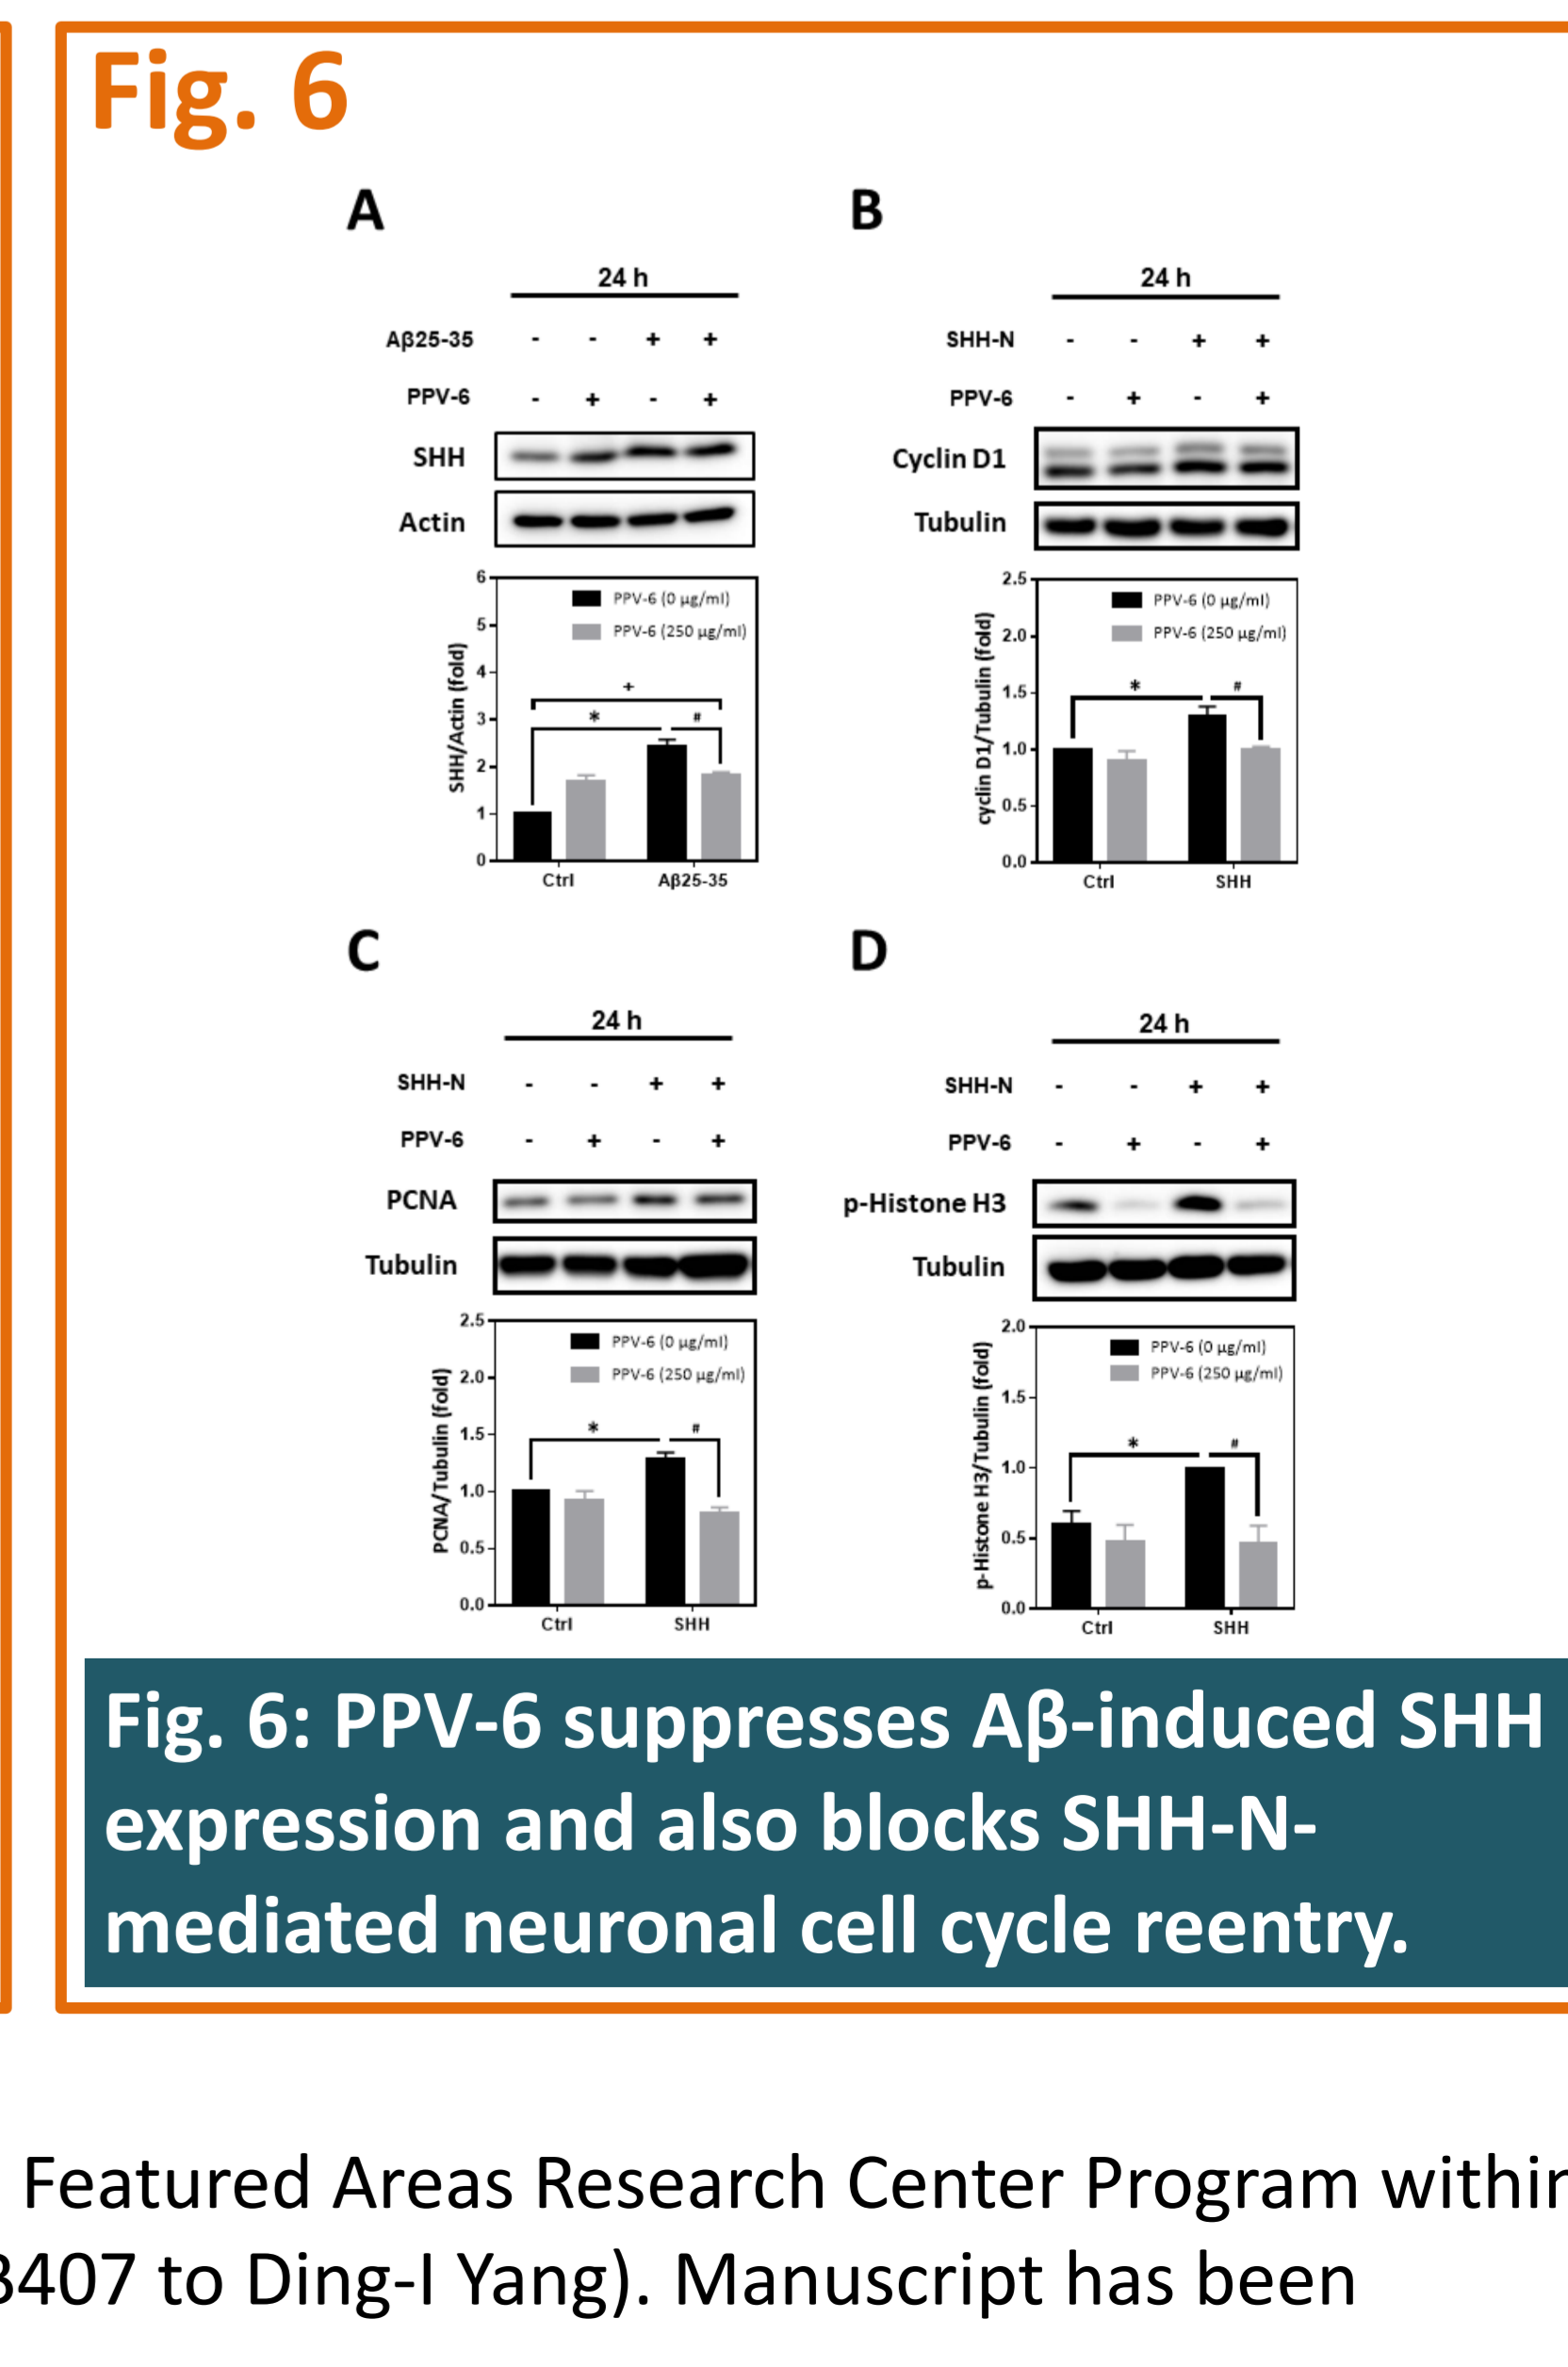 Fig. 6
A
24 h
Aβ25-35 - - + +
PPV-6 - + - +
SHH
Actin
6
5
4
3
2
1
0
SHH/Actin (fold)
PPV-6 (0 µg/ml)
PPV-6 (250 µg/ml)
+
* #
Ctrl Aβ25-35
B
24 h
SHH-N - - + +
PPV-6 - + - +
Cyclin D1
Tubulin
2.5
2.0
1.5
1.0
0.5
0.0
cyclin D1/Tubulin (fold)
PPV-6 (0 µg/ml)
PPV-6 (250 µg/ml)
* #
Ctrl SHH
C
24 h
SHH-N - - + +
PPV-6 - + - +
PCNA
Tubulin
2.5
2.0
1.5
1.0
0.5
0.0
PCNA/Tubulin (fold)
PPV-6 (0 µg/ml)
PPV-6 (250 µg/ml)
* #
Ctrl SHH
D
24 h
SHH-N - - + +
PPV-6 - + - +
p-Histone H3
Tubulin
2.0
1.5
1.0
0.5
0.0
p-Histone H3/Tubulin (fold)
PPV-6 (0 µg/ml)
PPV-6 (250 µg/ml)
* #
Ctrl SHH
Fig. 6: PPV-6 suppresses Aβ-induced SHH
expression and also blocks SHH-N-
mediated neuronal cell cycle reentry.
Featured Areas Research Center Program within
3407 to Ding-I Yang). Manuscript has been